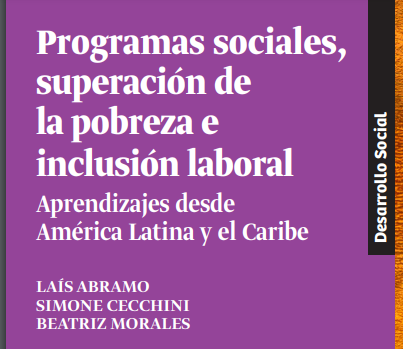 Programas sociales,
superación de
la pobreza e
inclusión laboral
Aprendizajes desde
América Latina y el Caribe
LAÍS ABRAMO
SIMONE CECCHINI
BEATRIZ MORALES
Desarrollo Social